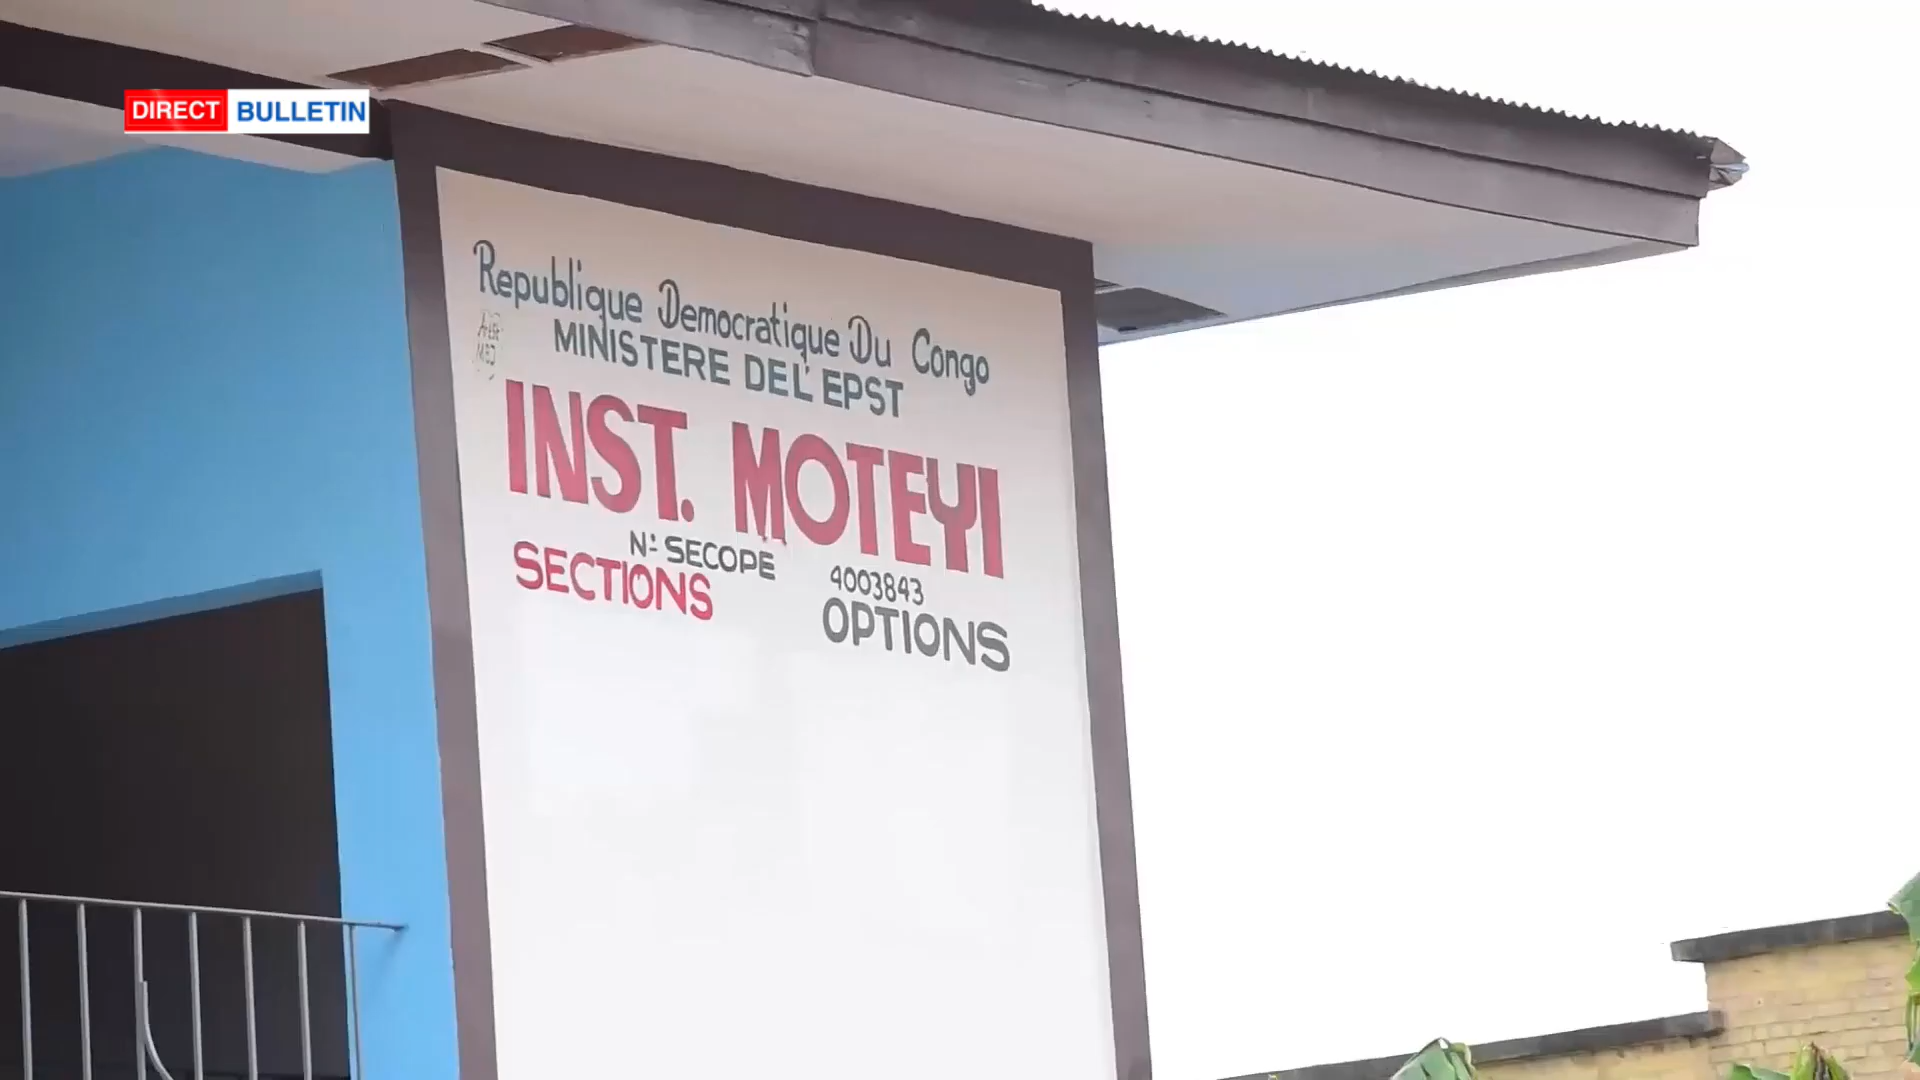 DIRECT BULLETIN
Republique Democratique Du Congo
MINISTERE DEL' EPST
INST. MOTEYI
N° SECOPE 4003843
SECTIONS OPTIONS